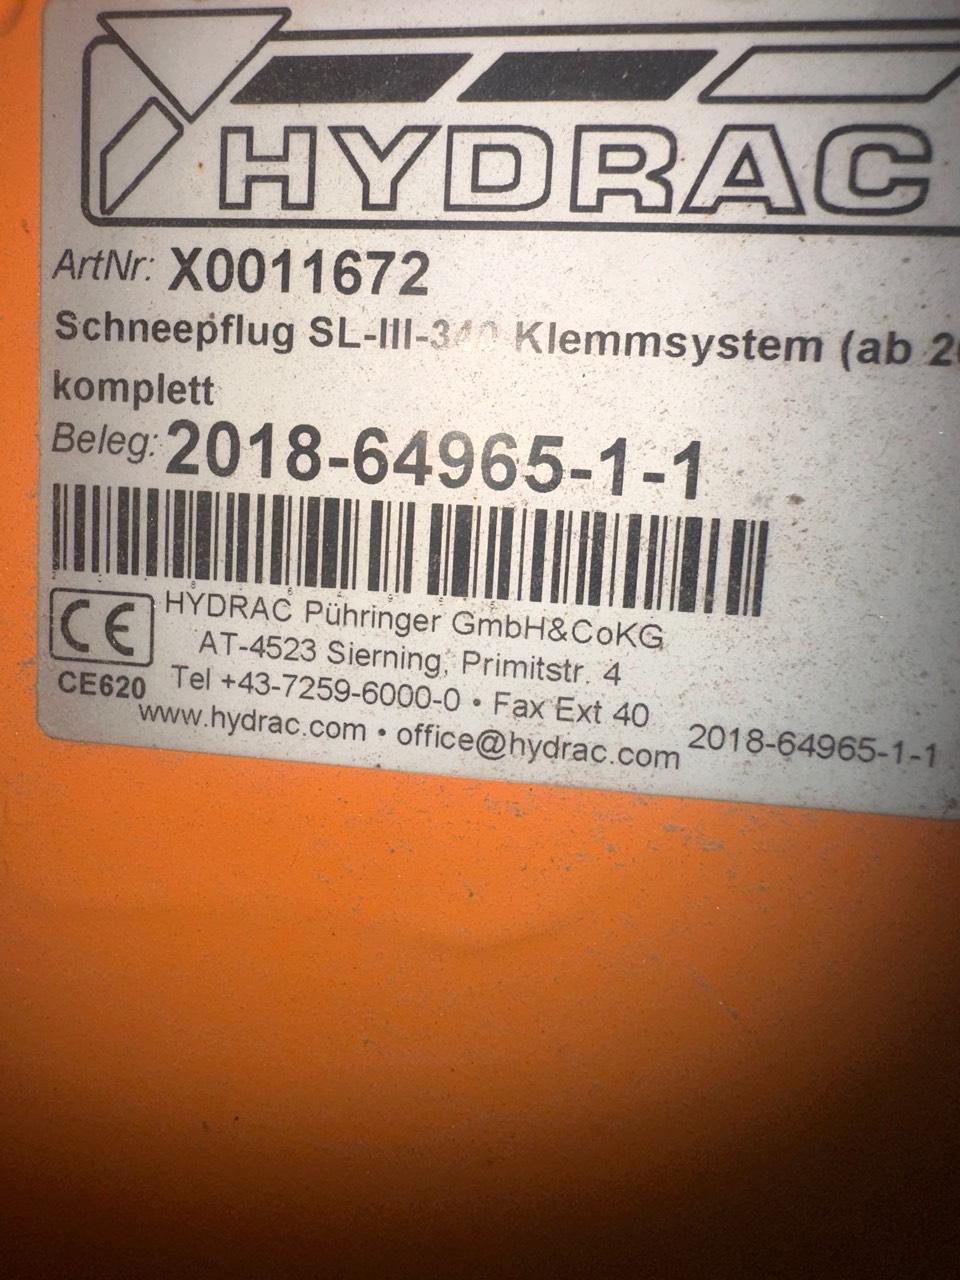 HYDRAC
ArtNr: X0011672
Schneepflug SL-III-340 Klemmsystem (ab
komplett
Beleg: 2018-64965-1-1
CE
HYDRAC Pühringer GmbH&CoKG
AT-4523 Sierning, Primitstr. 4
CE620
Tel +43-7259-6000-0 • Fax Ext 40
www.hydrac.com • office@hydrac.com
2018-64965-1-1